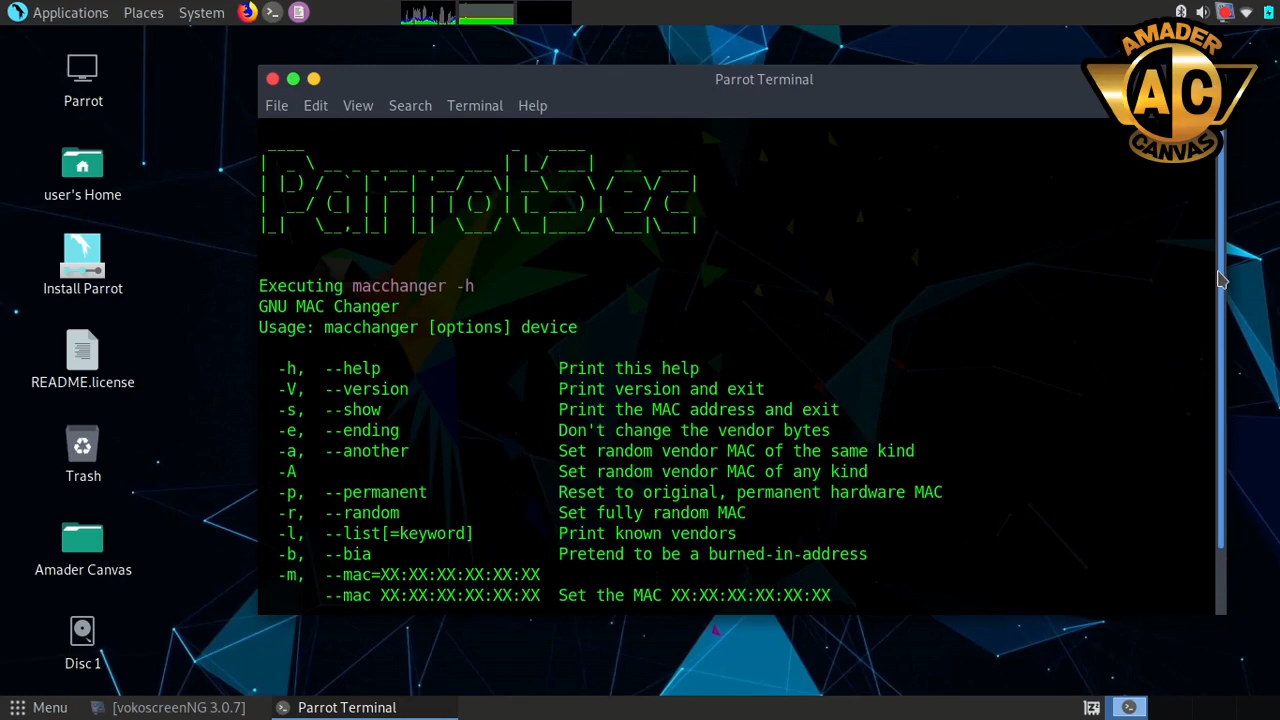 Applications Places System
AMADER
AC
CANVAS
Parrot Terminal
File Edit View Search Terminal Help
Parrot
user's Home
Install Parrot
README.license
Trash
Amader Canvas
Disc 1
ParrotSec
Executing macchanger -h
GNU MAC Changer
Usage: macchanger [options] device
-h, --help Print this help
-V, --version Print version and exit
-s, --show Print the MAC address and exit
-e, --ending Don't change the vendor bytes
-a, --another Set random vendor MAC of the same kind
-A Set random vendor MAC of any kind
-p, --permanent Reset to original, permanent hardware MAC
-r, --random Set fully random MAC
-l, --list[=keyword] Print known vendors
-b, --bia Pretend to be a burned-in-address
-m, --mac=XX:XX:XX:XX:XX:XX
--mac XX:XX:XX:XX:XX:XX Set the MAC XX:XX:XX:XX:XX:XX
Menu [vokoscreenNG 3.0.7] Parrot Terminal